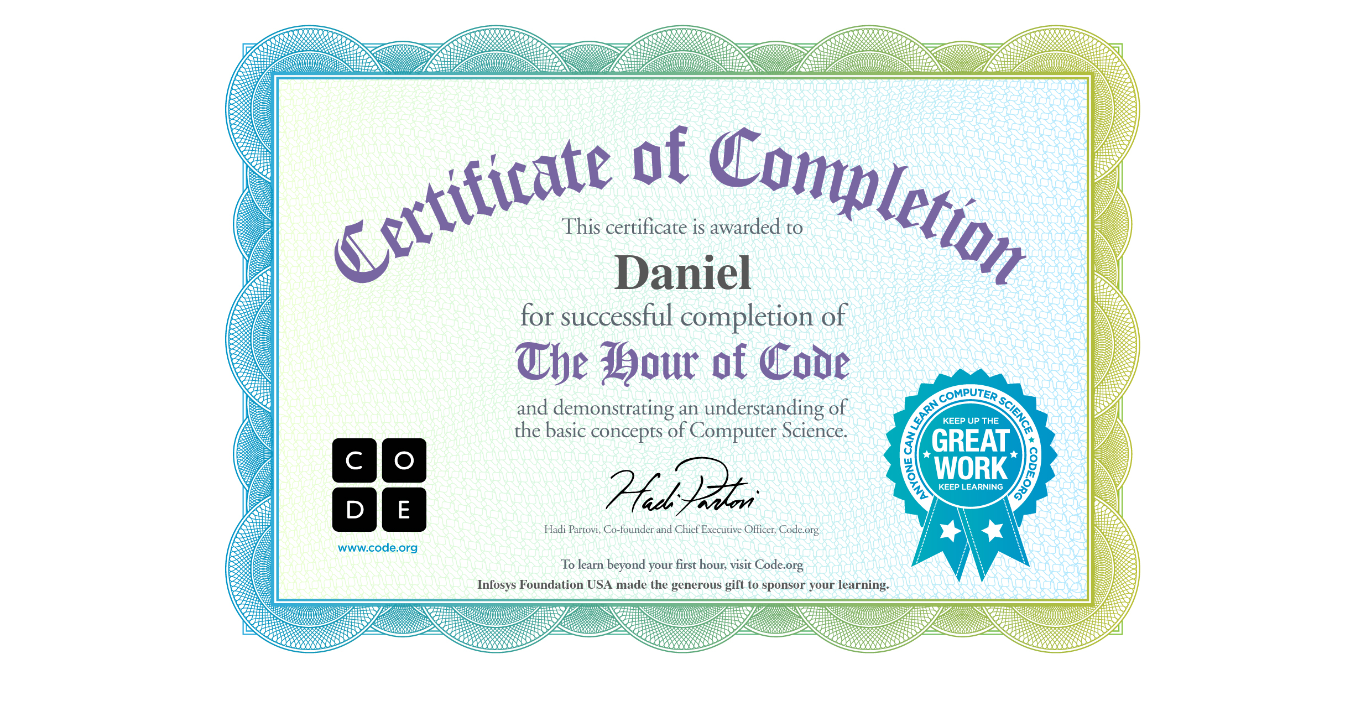 Certificate of Completion
This certificate is awarded to
Daniel
for successful completion of
The Hour of Code
and demonstrating an understanding of
the basic concepts of Computer Science.
C O
D E
www.code.org
Hadi Partovi
Hadi Partovi, Co-founder and Chief Executive Officer, Code.org
To learn beyond your first hour, visit Code.org
Infosys Foundation USA made the generous gift to sponsor your learning.
ANYONE CAN LEARN COMPUTER SCIENCE ★ CODE.ORG
KEEP UP THE
GREAT
WORK
KEEP LEARNING